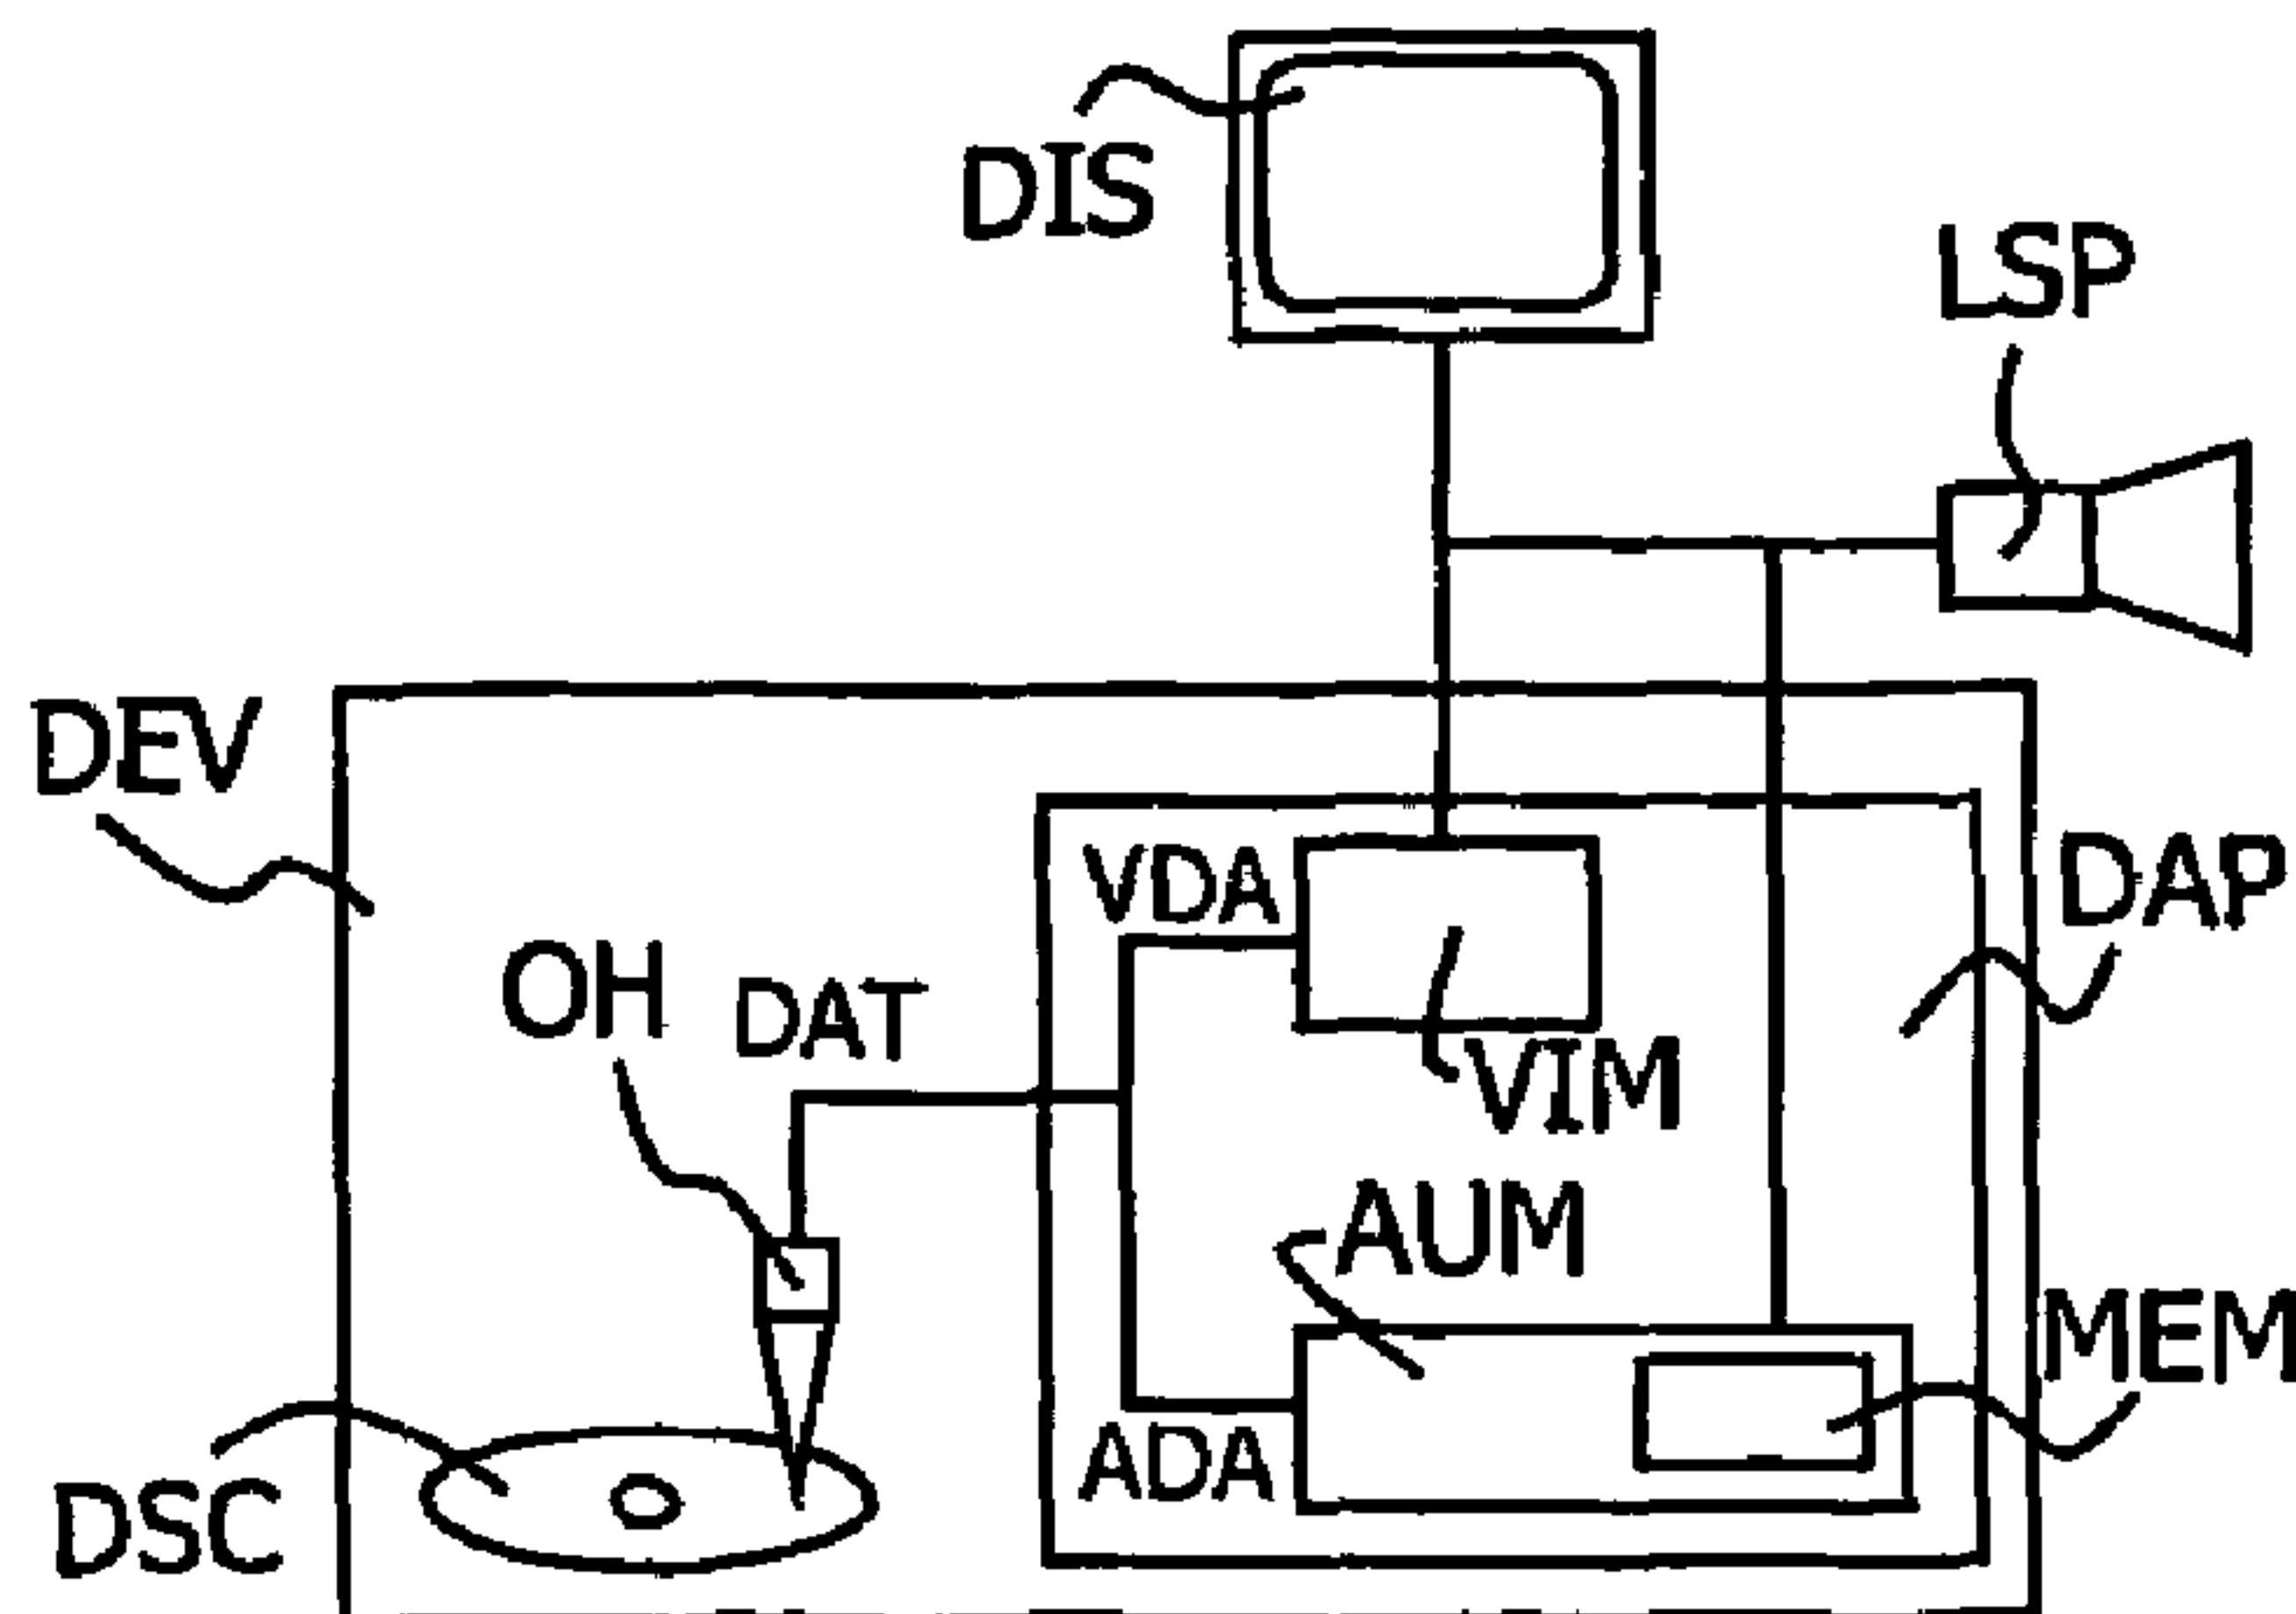 DIS
LSP
DEV
VDA
DAP
OH
DAT
VIM
AUM
MEM
ADA
DSC